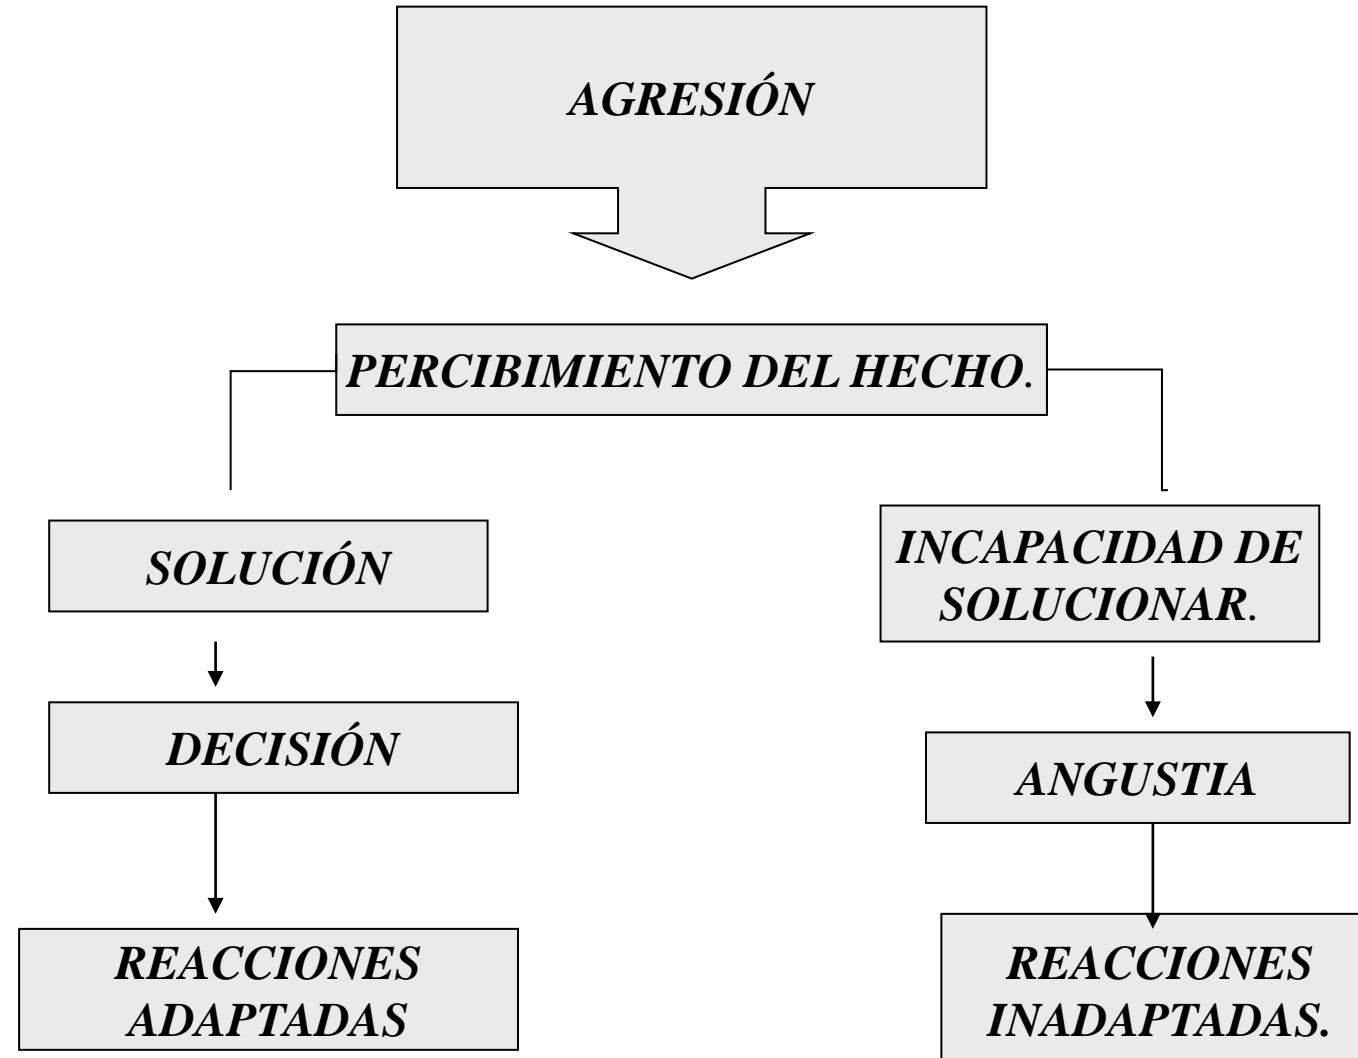 AGRESIÓN
PERCIBIMIENTO DEL HECHO.
SOLUCIÓN
INCAPACIDAD DE
SOLUCIONAR.
DECISIÓN
ANGUSTIA
REACCIONES
ADAPTADAS
REACCIONES
INADAPTADAS.